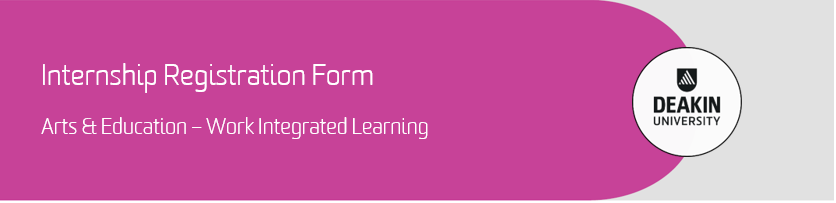 Internship Registration Form
Arts & Education – Work Integrated Learning
DEAKIN
UNIVERSITY